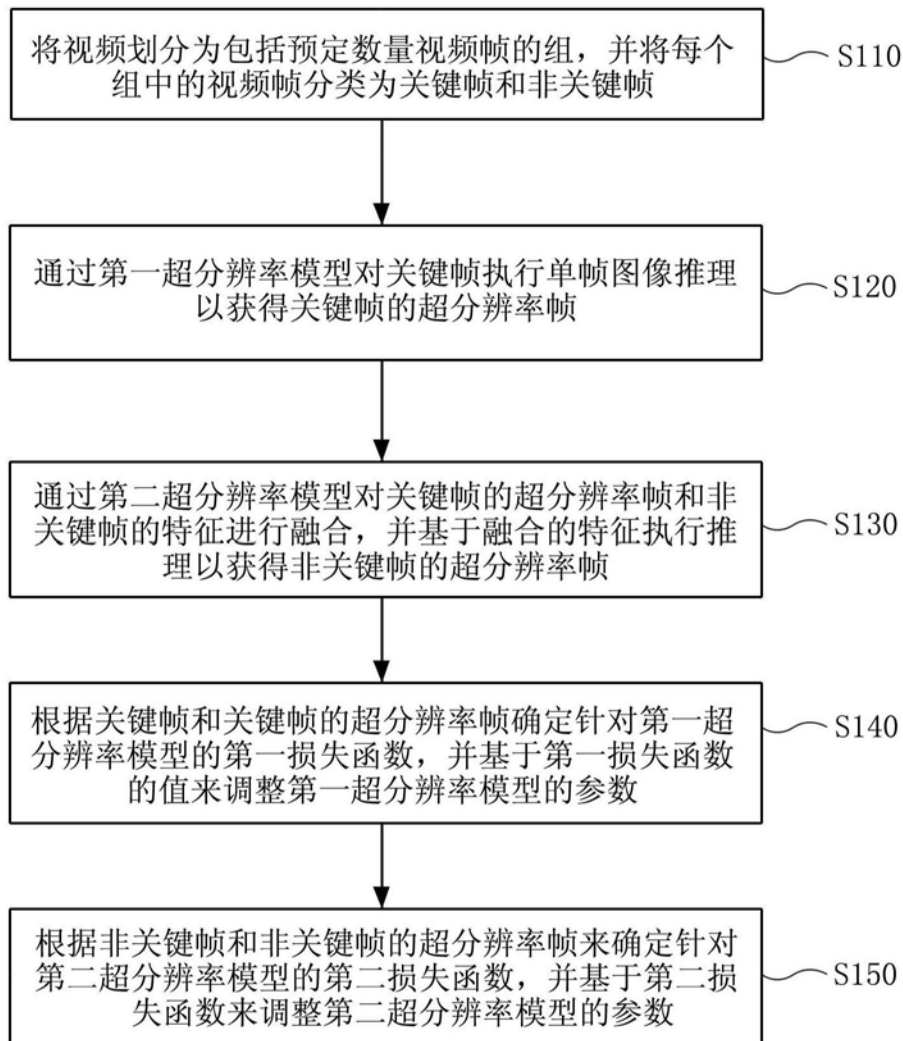 将视频划分为包括预定数量视频帧的组，并将每个
组中的视频帧分类为关键帧和非关键帧
S110
通过第一超分辨率模型对关键帧执行单帧图像推理
以获得关键帧的超分辨率帧
S120
通过第二超分辨率模型对关键帧的超分辨率帧和非
关键帧的特征进行融合，并基于融合的特征执行推
理以获得非关键帧的超分辨率帧
S130
根据关键帧和关键帧的超分辨率帧确定针对第一超
分辨率模型的第一损失函数，并基于第一损失函数
的值来调整第一超分辨率模型的参数
S140
根据非关键帧和非关键帧的超分辨率帧来确定针对
第二超分辨率模型的第二损失函数，并基于第二损
失函数来调整第二超分辨率模型的参数
S150